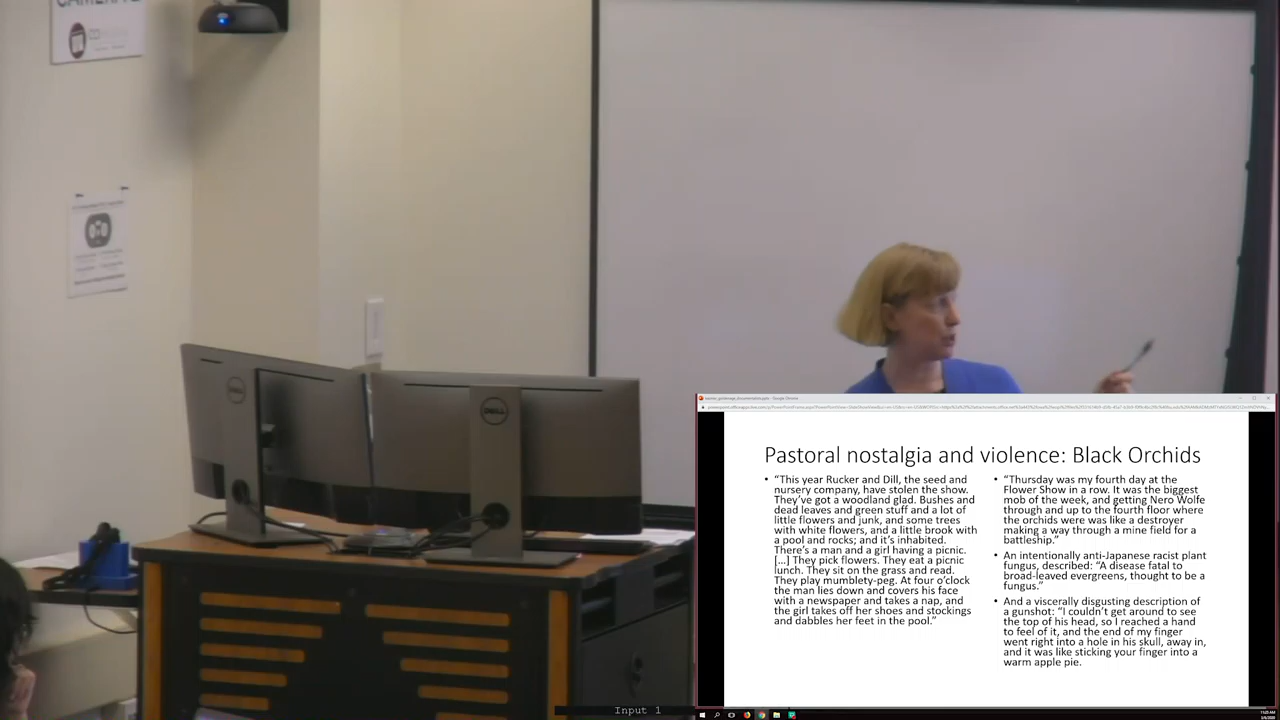 DELL
DELL
Pastoral nostalgia and violence: Black Orchids
• “This year Rucker and Dill, the seed and
nursery company, have stolen the show.
They’ve got a woodland glad. Bushes and
dead leaves and green stuff and a lot of
little flowers and junk, and some trees
with white flowers, and a little brook with
a pool and rocks; and it’s inhabited.
There’s a man and a girl having a picnic.
[...] They pick flowers. They eat a picnic
lunch. They sit on the grass and read.
They play mumblety-peg. At four o’clock
the man lies down and covers his face
with a newspaper and takes a nap, and
the girl takes off her shoes and stockings
and dabbles her feet in the pool.”
• “Thursday was my fourth day at the
Flower Show in a row. It was the biggest
mob of the week, and getting Nero Wolfe
through and up to the fourth floor where
the orchids were was like a destroyer
making a way through a mine field for a
battleship.”
• An intentionally anti-Japanese racist plant
fungus, described: “A disease fatal to
broad-leaved evergreens, thought to be a
fungus.”
• And a viscerally disgusting description of
a gunshot: “I couldn’t get around to see
the top of his head, so I reached a hand
to feel of it, and the end of my finger
went right into a hole in his skull, away in,
and it was like sticking your finger into a
warm apple pie.
Input 1